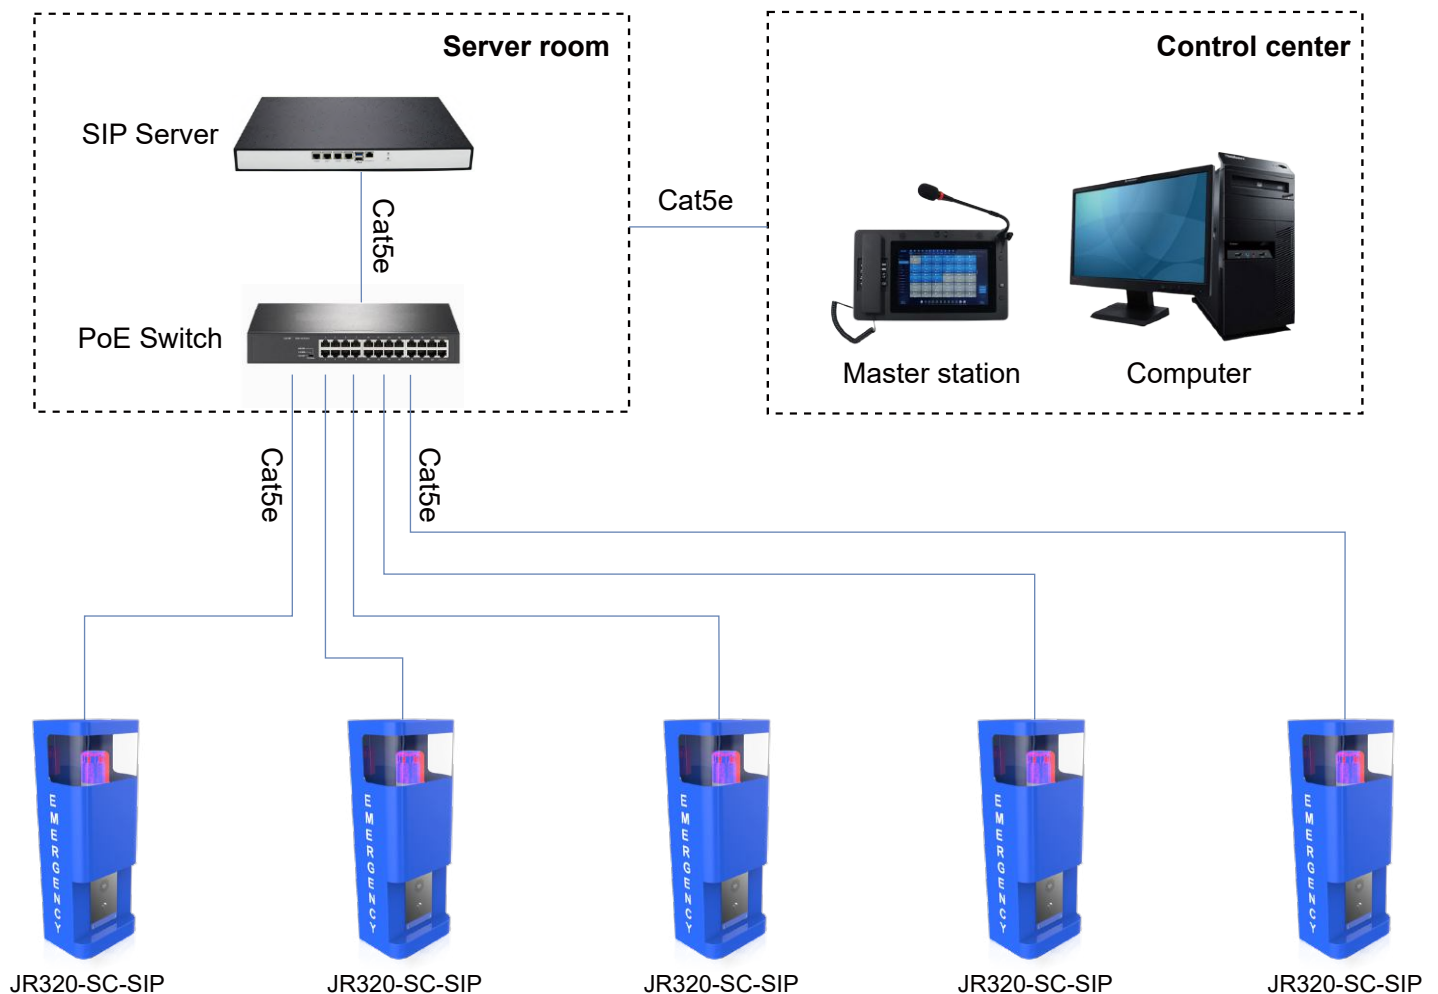 Server room
Control center
SIP Server
Cat5e
Cat5e
PoE Switch
Master station
Computer
Cat5e
Cat5e
EMERGENCY
EMERGENCY
EMERGENCY
EMERGENCY
EMERGENCY
JR320-SC-SIP
JR320-SC-SIP
JR320-SC-SIP
JR320-SC-SIP
JR320-SC-SIP